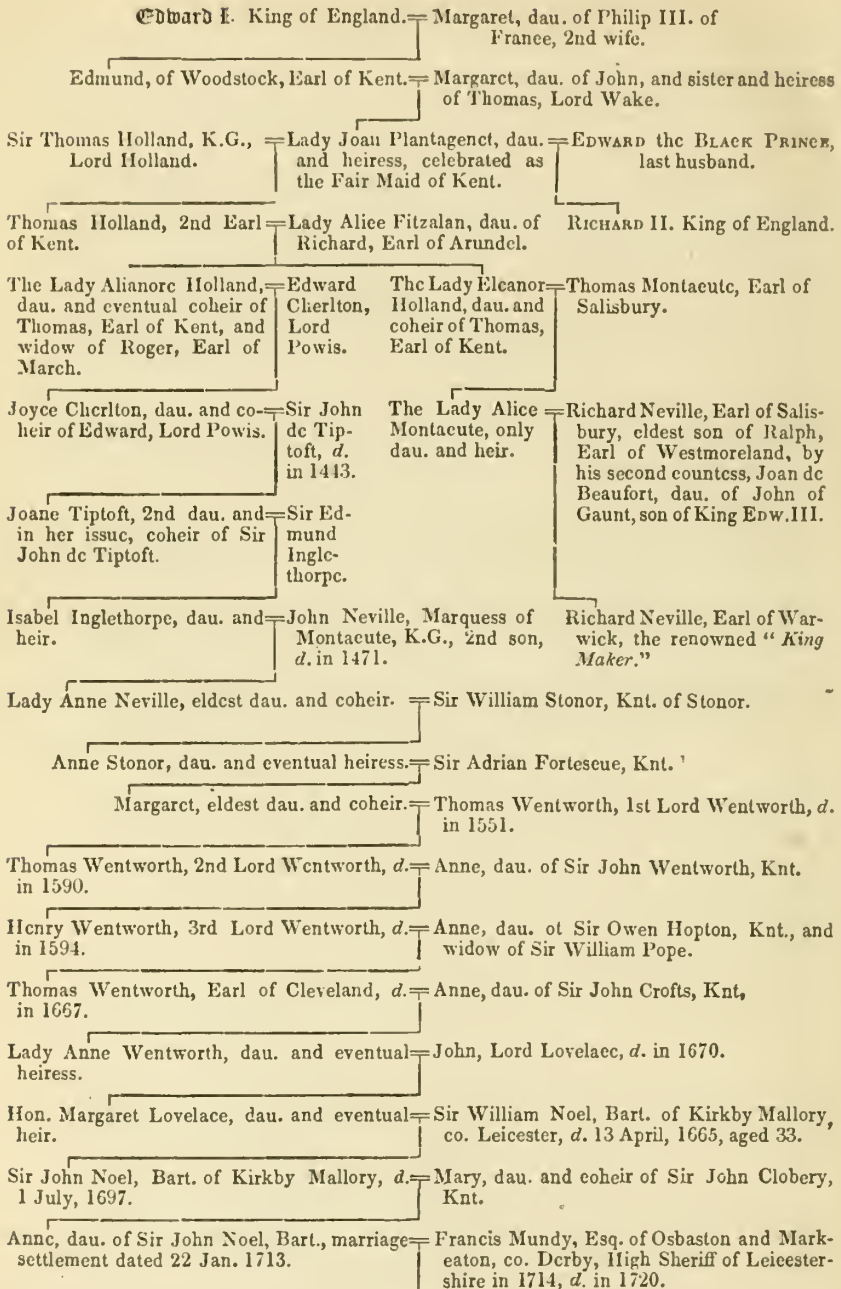 Edward I. King of England. = Margaret, dau. of Philip III. of
France, 2nd wife.
Edmund, of Woodstock, Earl of Kent. = Margaret, dau. of John, and sister and heiress
of Thomas, Lord Wake.
Sir Thomas Holland, K.G.,
Lord Holland.
= Lady Joan Plantagenet, dau.
and heiress, celebrated as
the Fair Maid of Kent.
= EDWARD the BLACK PRINCE,
last husband.
Thomas Holland, 2nd Earl
of Kent.
= Lady Alice Fitzalan, dau. of
Richard, Earl of Arundel.
RICHARD II. King of England.
The Lady Alianore Holland,
dau. and eventual coheir of
Thomas, Earl of Kent, and
widow of Roger, Earl of
March.
= Edward
Cherlton,
Lord
Powis.
The Lady Eleanor
Holland, dau. and
coheir of Thomas,
Earl of Kent.
= Thomas Montacute, Earl of
Salisbury.
Joyce Cherlton, dau. and co-
heir of Edward, Lord Powis.
= Sir John
de Tip-
toft, d.
in 1443.
The Lady Alice
Montacute, only
dau. and heir.
= Richard Neville, Earl of Salis-
bury, eldest son of Ralph,
Earl of Westmoreland, by
his second countess, Joan de
Beaufort, dau. of John of
Gaunt, son of King EDW. III.
Joane Tiptoft, 2nd dau. and
in her issue, coheir of Sir
John de Tiptoft.
= Sir Ed-
mund
Ingle-
thorpe.
Isabel Inglethorpe, dau. and
heir.
= John Neville, Marquess of
Montacute, K.G., 2nd son,
d. in 1471.
Richard Neville, Earl of War-
wick, the renowned "King
Maker."
Lady Anne Neville, eldest dau. and coheir. = Sir William Stonor, Knt. of Stonor.
Anne Stonor, dau. and eventual heiress. = Sir Adrian Fortescue, Knt.
Margaret, eldest dau. and coheir. = Thomas Wentworth, 1st Lord Wentworth, d.
in 1551.
Thomas Wentworth, 2nd Lord Wentworth, d.
in 1590.
= Anne, dau. of Sir John Wentworth, Knt.
Henry Wentworth, 3rd Lord Wentworth, d.
in 1594.
= Anne, dau. of Sir Owen Hopton, Knt., and
widow of Sir William Pope.
Thomas Wentworth, Earl of Cleveland, d.
in 1667.
= Anne, dau. of Sir John Crofts, Knt,
Lady Anne Wentworth, dau. and eventual
heiress.
= John, Lord Lovelace, d. in 1670.
Hon. Margaret Lovelace, dau. and eventual
heir.
= Sir William Noel, Bart. of Kirkby Mallory,
co. Leicester, d. 13 April, 1665, aged 33.
Sir John Noel, Bart. of Kirkby Mallory, d.
1 July, 1697.
= Mary, dau. and coheir of Sir John Clobery,
Knt.
Anne, dau. of Sir John Noel, Bart., marriage
settlement dated 22 Jan. 1713.
= Francis Mundy, Esq. of Osbaston and Mark-
eaton, co. Derby, High Sheriff of Leicester-
shire in 1714, d. in 1720.